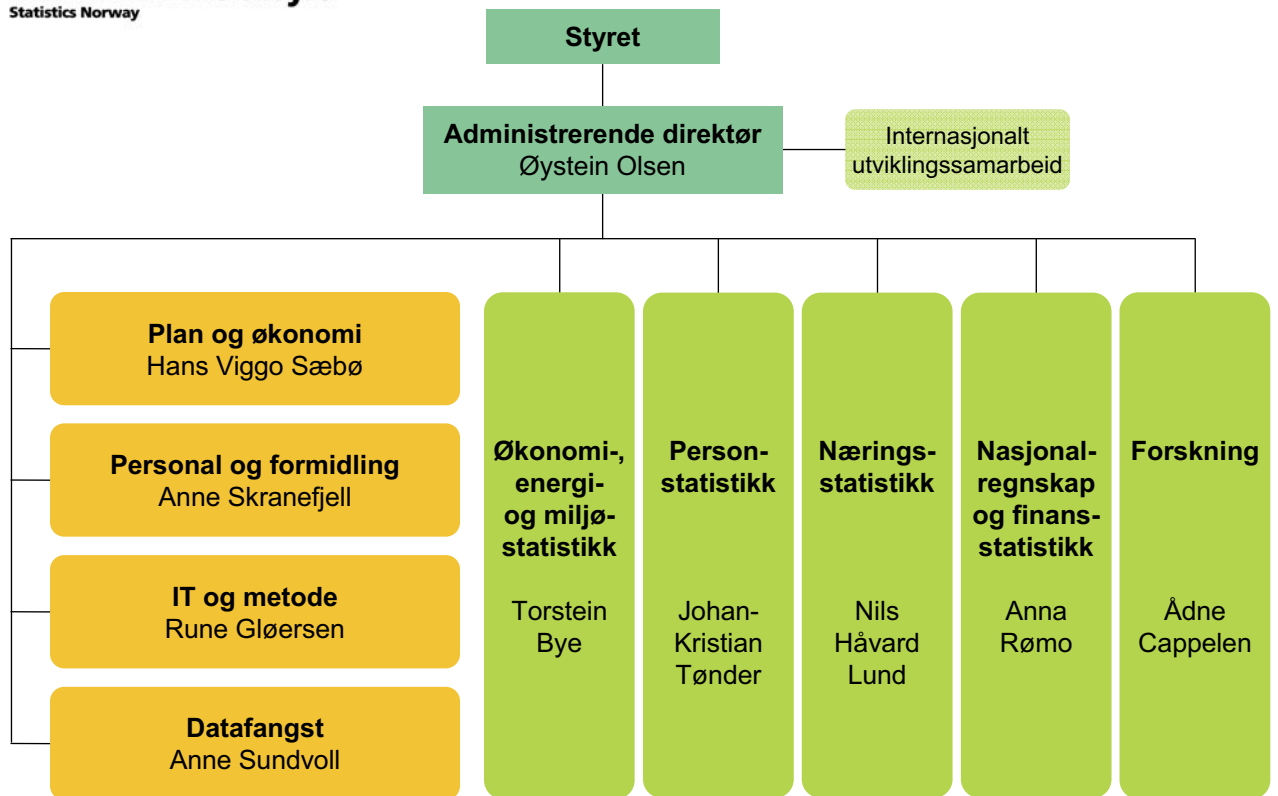 Statistics Norway
Styret
Administrerende direktør
Øystein Olsen
Internasjonalt
utviklingssamarbeid
Plan og økonomi
Hans Viggo Sæbø
Personal og formidling
Anne Skranefjell
IT og metode
Rune Gløersen
Datafangst
Anne Sundvoll
Økonomi-,
energi-
og miljø-
statistikk
Torstein
Bye
Person-
statistikk
Johan-
Kristian
Tønder
Nærings-
statistikk
Nils
Håvard
Lund
Nasjonal-
regnskap
og finans-
statistikk
Anna
Rømo
Forskning
Ådne
Cappelen